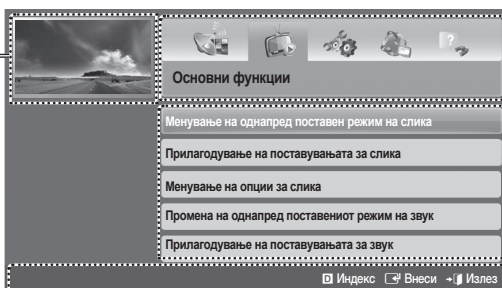 Основни функции
Менување на однапред поставен режим на слика
Прилагодување на поставувањата за слика
Менување на опции за слика
Промена на однапред поставениот режим на звук
Прилагодување на поставувањата за звук
D Индекс Внеси Излез